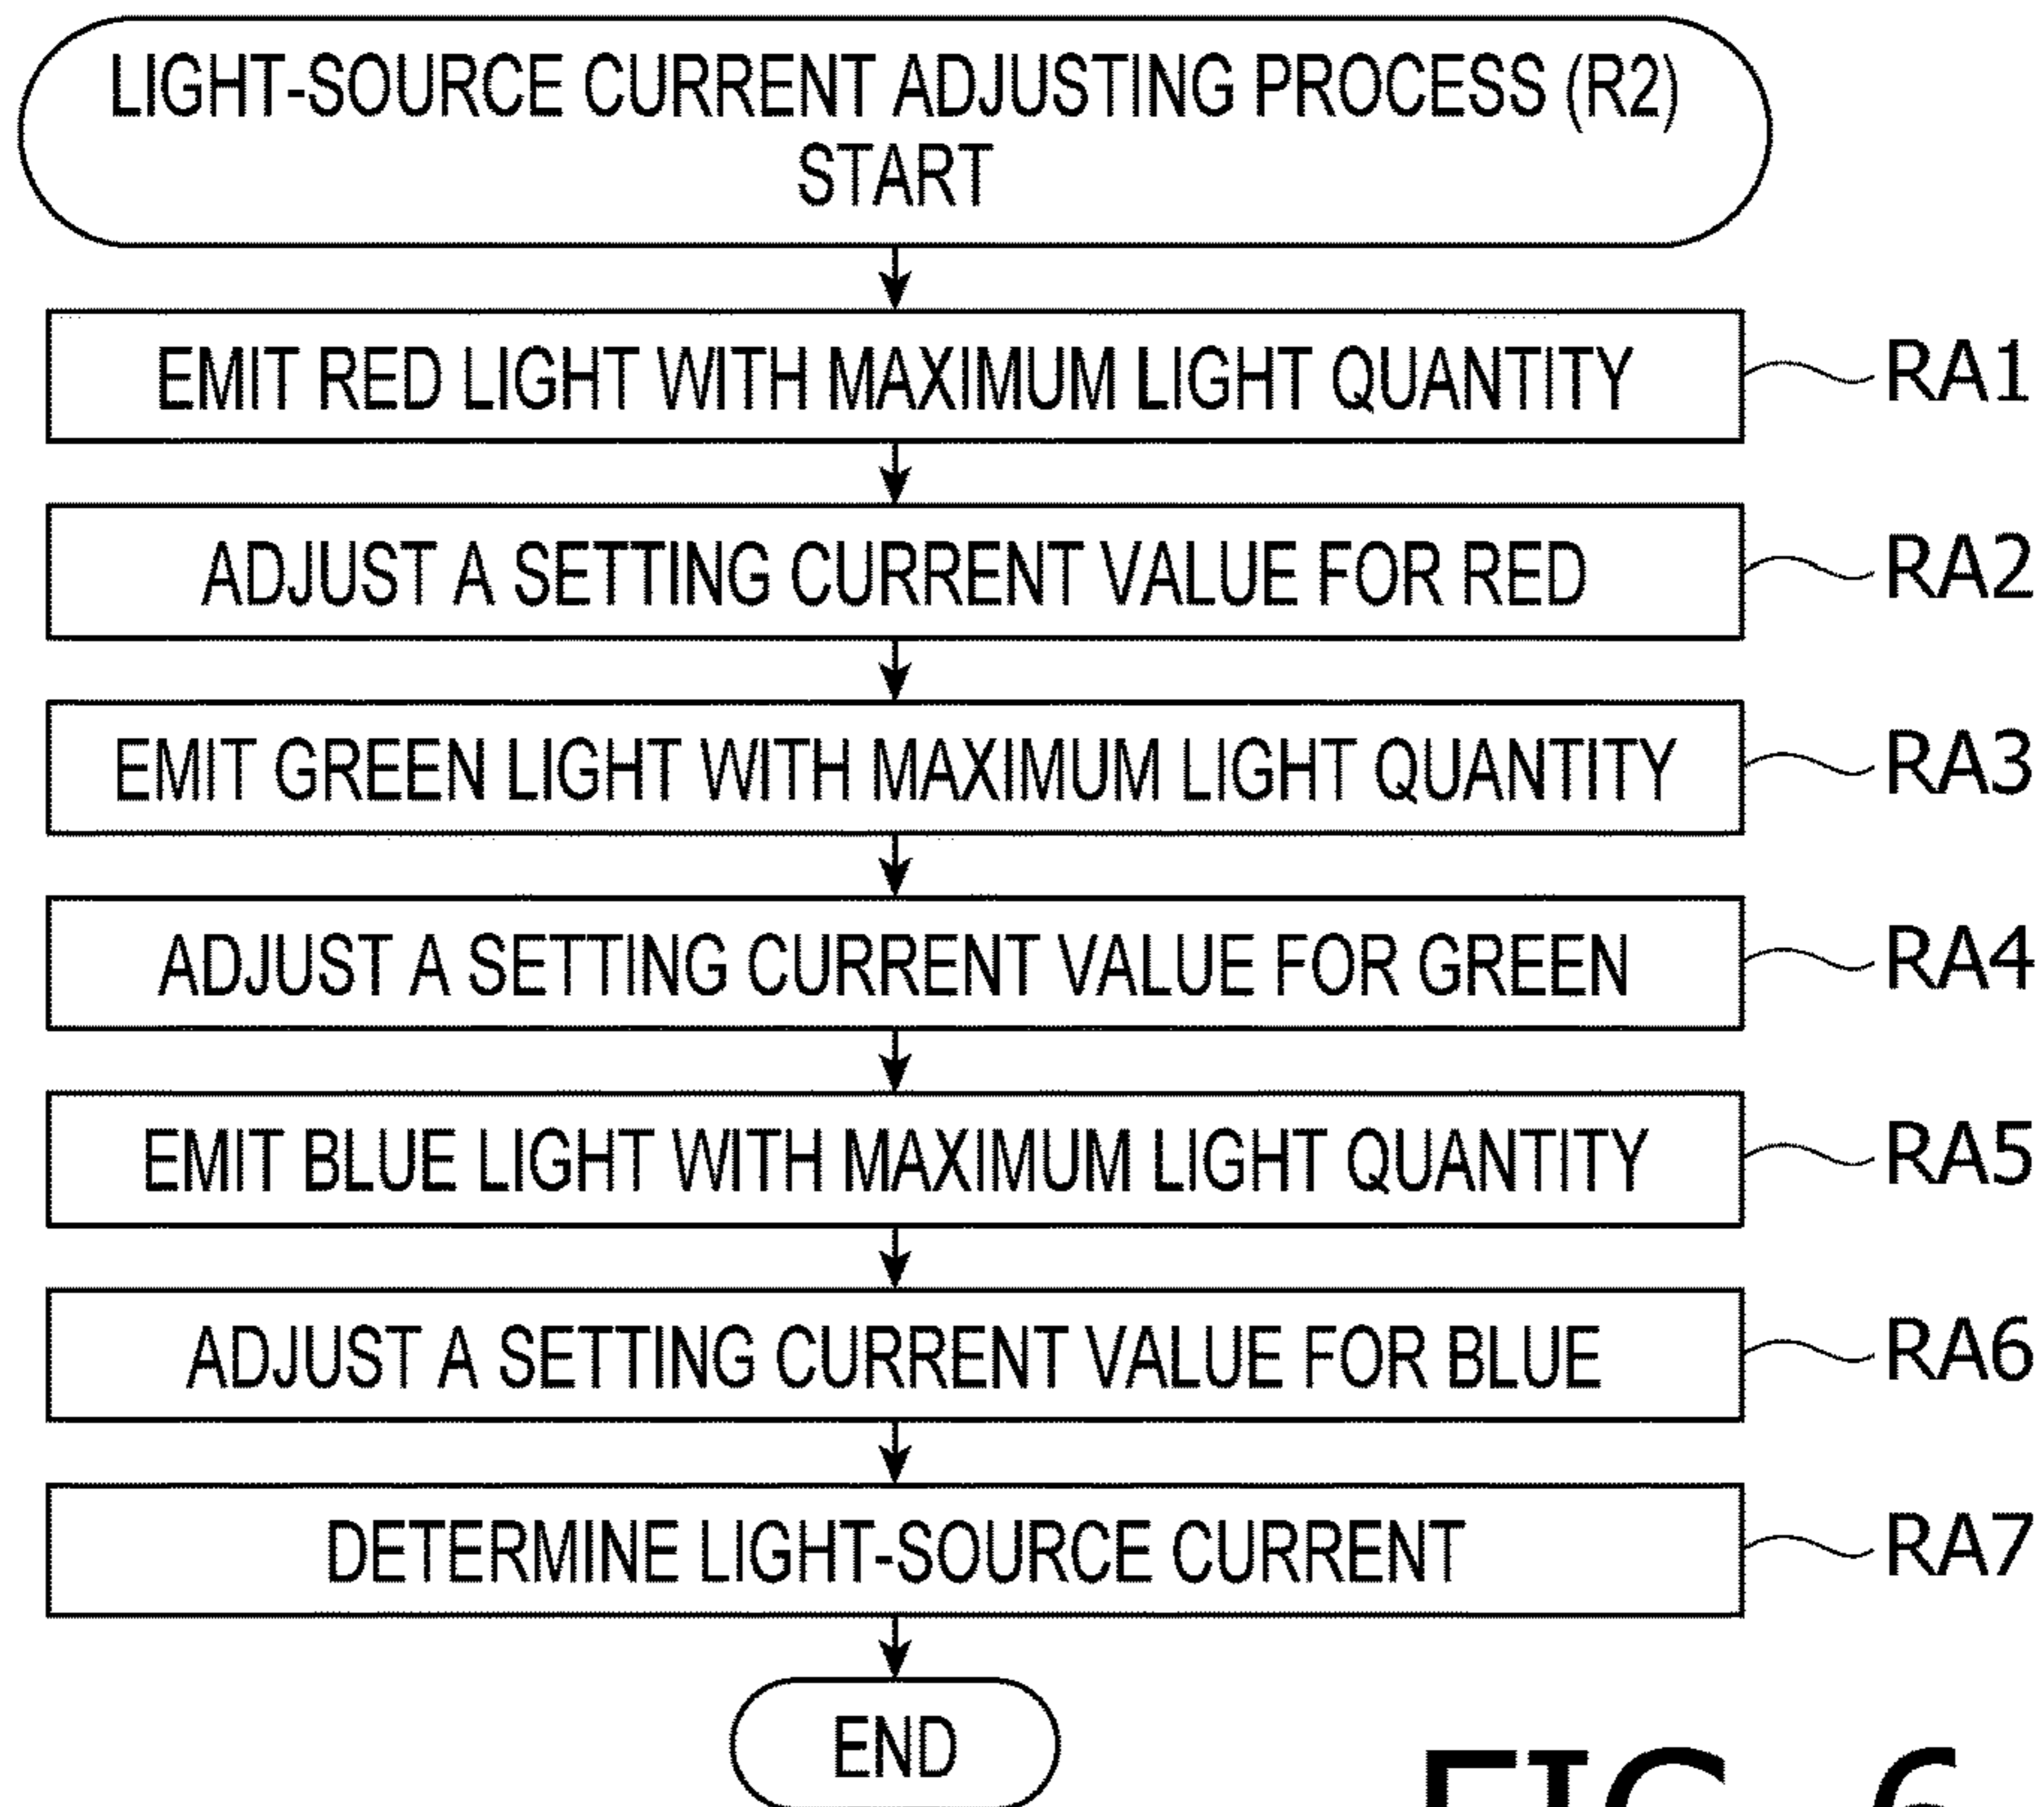 LIGHT-SOURCE CURRENT ADJUSTING PROCESS (R2)
START
EMIT RED LIGHT WITH MAXIMUM LIGHT QUANTITY
RA1
ADJUST A SETTING CURRENT VALUE FOR RED
RA2
EMIT GREEN LIGHT WITH MAXIMUM LIGHT QUANTITY
RA3
ADJUST A SETTING CURRENT VALUE FOR GREEN
RA4
EMIT BLUE LIGHT WITH MAXIMUM LIGHT QUANTITY
RA5
ADJUST A SETTING CURRENT VALUE FOR BLUE
RA6
DETERMINE LIGHT-SOURCE CURRENT
RA7
END
FIG. 6